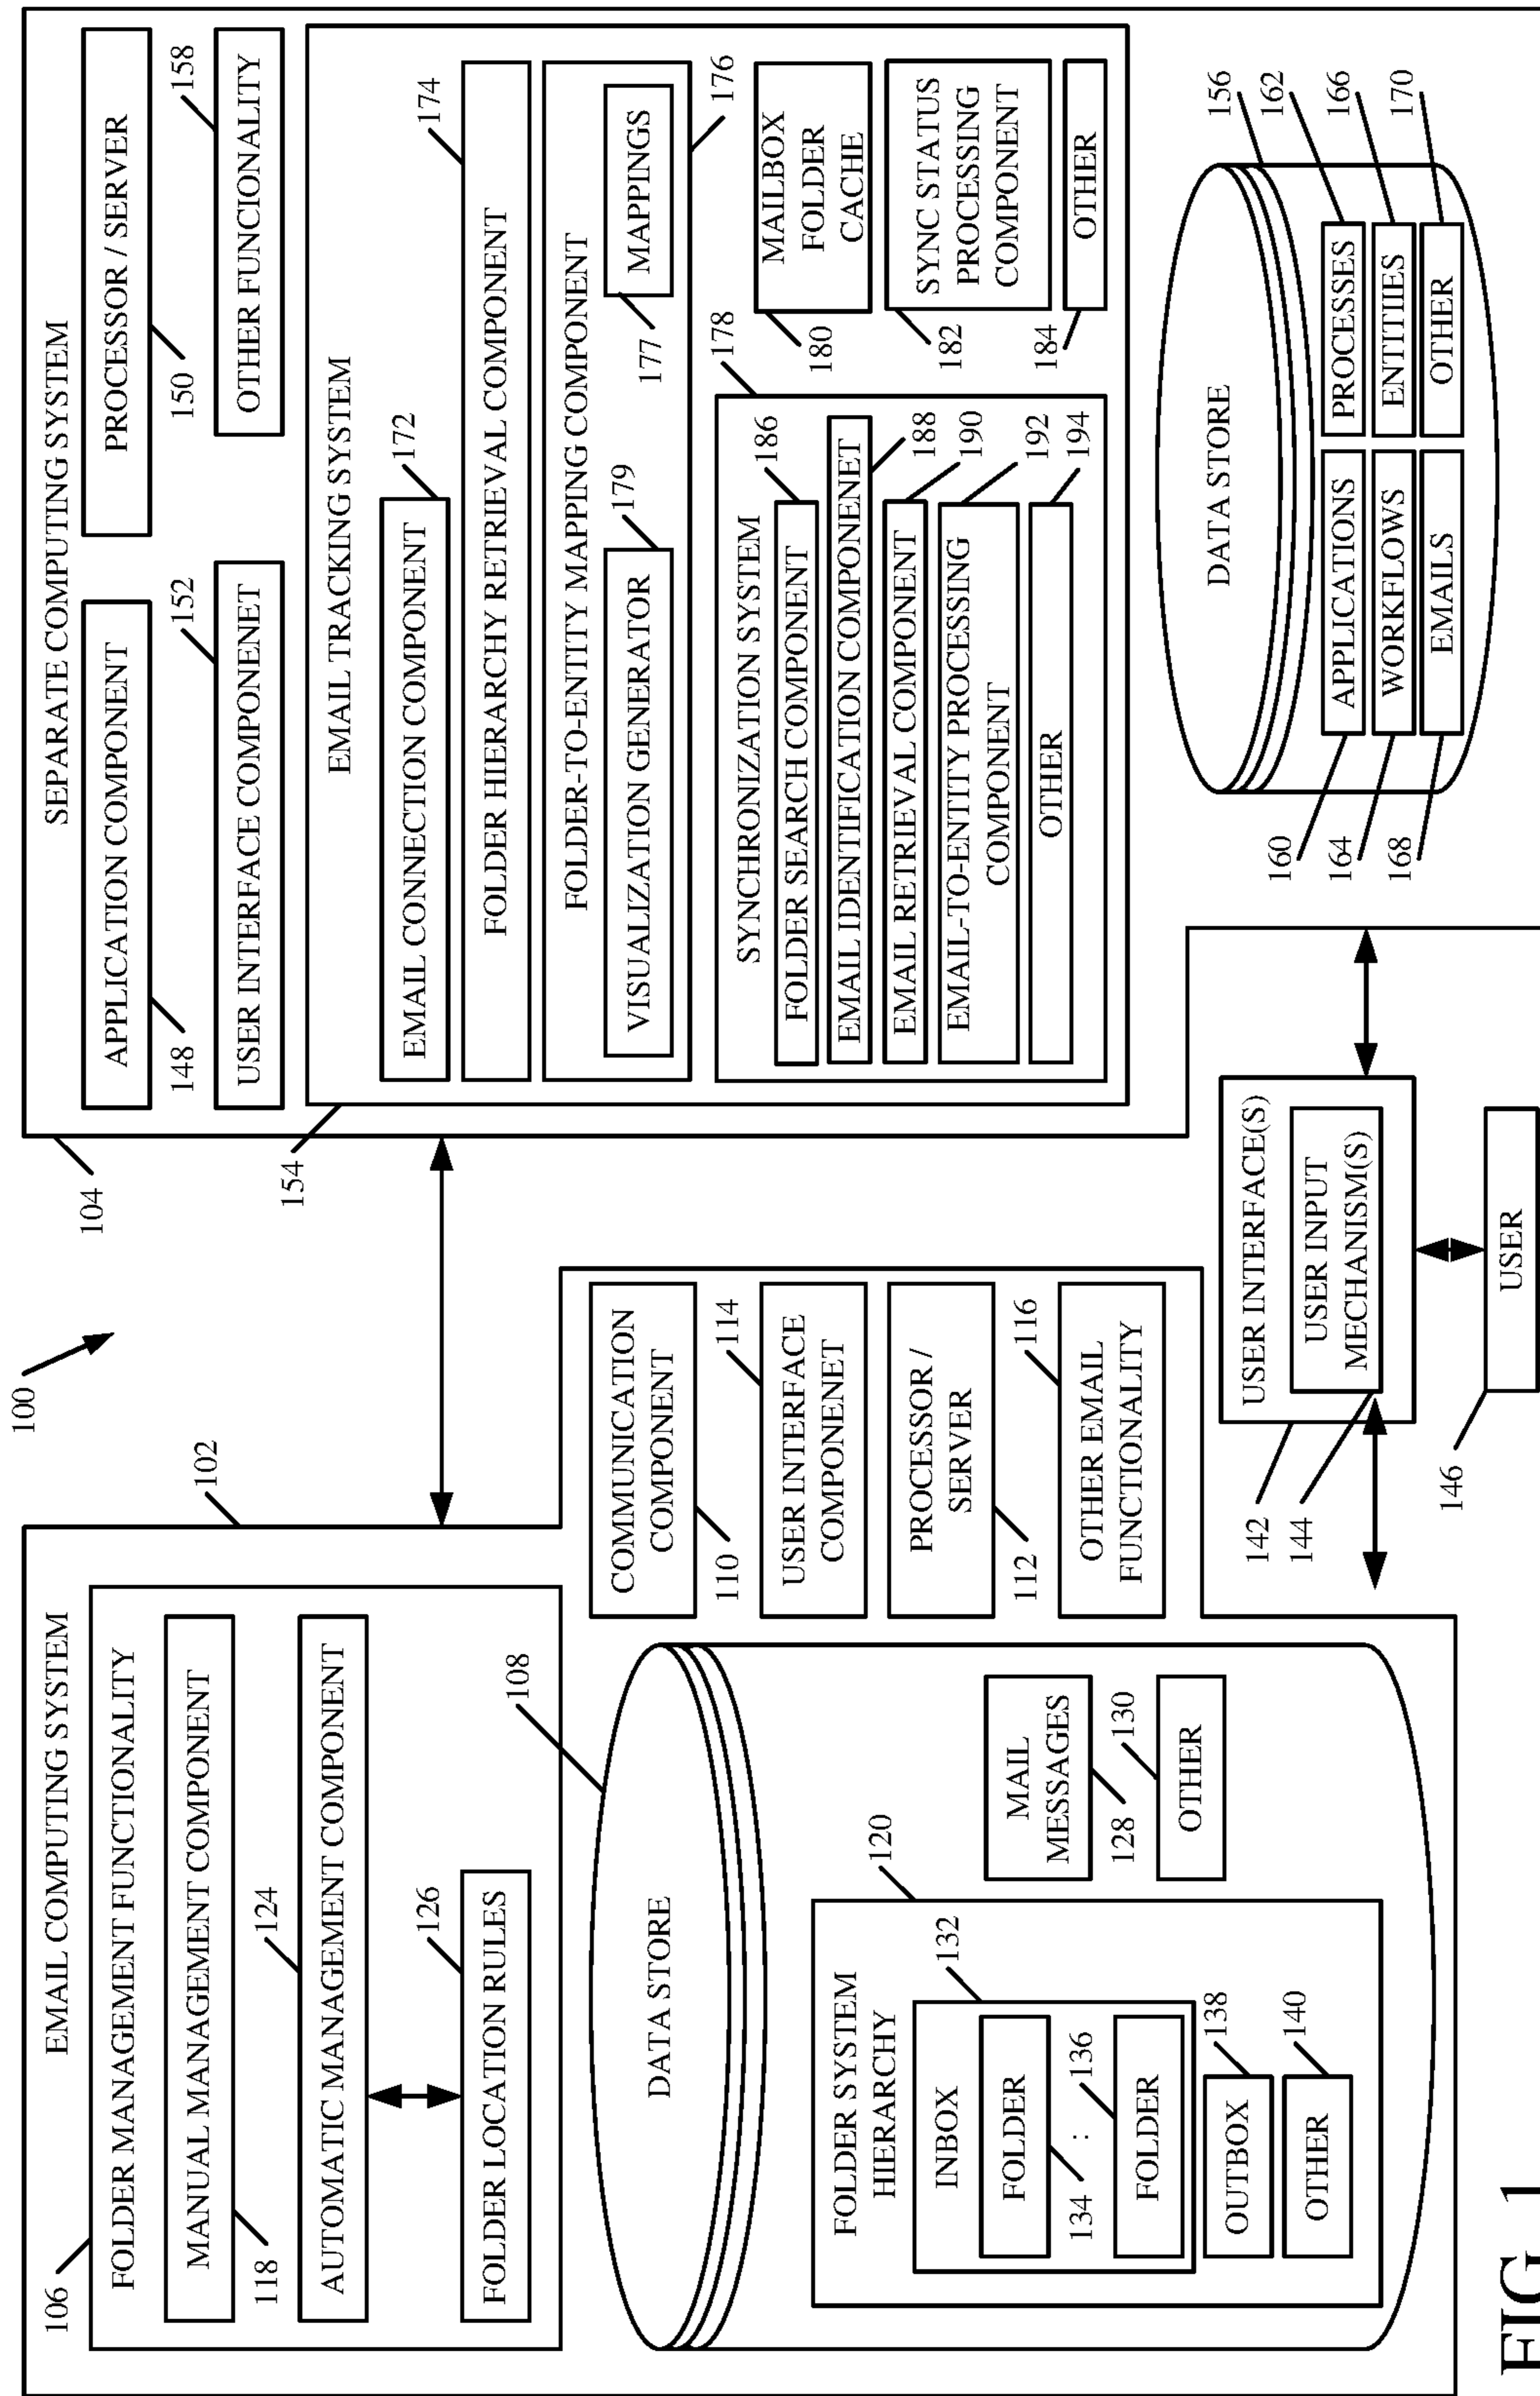 100
102
EMAIL COMPUTING SYSTEM
106
FOLDER MANAGEMENT FUNCTIONALITY
MANUAL MANAGEMENT COMPONENT
118
124
AUTOMATIC MANAGEMENT COMPONENT
126
FOLDER LOCATION RULES
108
DATA STORE
120
FOLDER SYSTEM
HIERARCHY
132
INBOX
FOLDER
134
:
136
FOLDER
138
OUTBOX
140
OTHER
MAIL
MESSAGES
128
130
OTHER
COMMUNICATION
COMPONENT
110
114
USER INTERFACE
COMPONENET
PROCESSOR /
SERVER
112
116
OTHER EMAIL
FUNCTIONALITY
142
USER INTERFACE(S)
144
USER INPUT
MECHANISM(S)
146
USER
104
SEPARATE COMPUTING SYSTEM
APPLICATION COMPONENT
148
PROCESSOR / SERVER
150
152
USER INTERFACE COMPONENET
158
OTHER FUNCIONALITY
154
EMAIL TRACKING SYSTEM
172
EMAIL CONNECTION COMPONENT
174
FOLDER HIERARCHY RETRIEVAL COMPONENT
FOLDER-TO-ENTITY MAPPING COMPONENT
176
179
VISUALIZATION GENERATOR
177
MAPPINGS
178
SYNCHRONIZATION SYSTEM
186
FOLDER SEARCH COMPONENT
EMAIL IDENTIFICATION COMPONENET
188
EMAIL RETRIEVAL COMPONENT
190
EMAIL-TO-ENTITY PROCESSING
COMPONENT
192
OTHER
194
MAILBOX
FOLDER
CACHE
180
SYNC STATUS
PROCESSING
COMPONENT
182
OTHER
184
DATA STORE
156
160
APPLICATIONS
PROCESSES
162
164
WORKFLOWS
ENTITIES
166
168
EMAILS
OTHER
170
FIG. 1